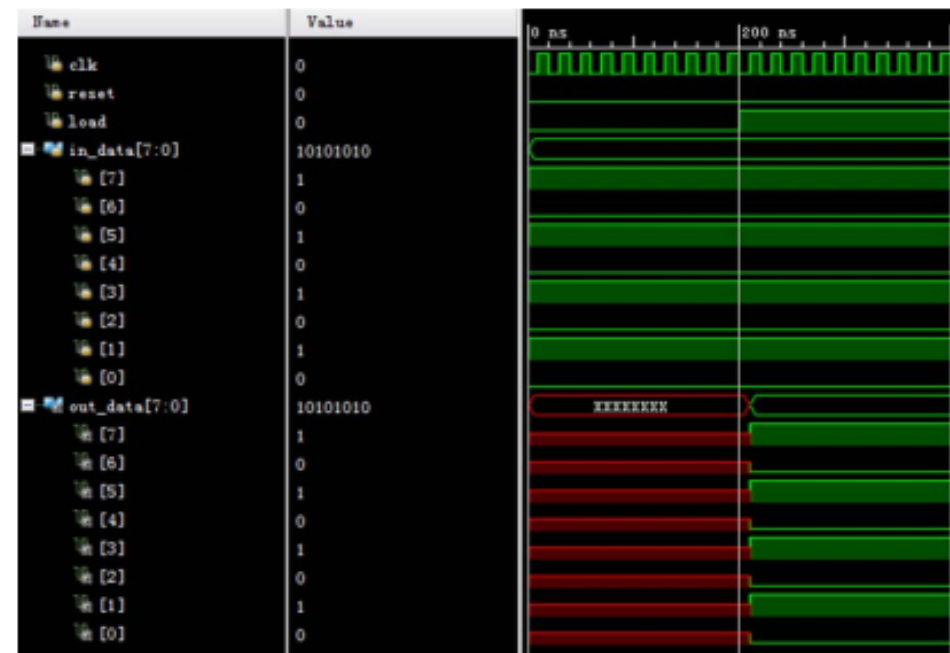 Name Value
0 ns 200 ns
clk 0
reset 0
load 0
in_data[7:0] 10101010
[7] 1
[6] 0
[5] 1
[4] 0
[3] 1
[2] 0
[1] 1
[0] 0
out_data[7:0] 10101010 XXXXXXXX
[7] 1
[6] 0
[5] 1
[4] 0
[3] 1
[2] 0
[1] 1
[0] 0